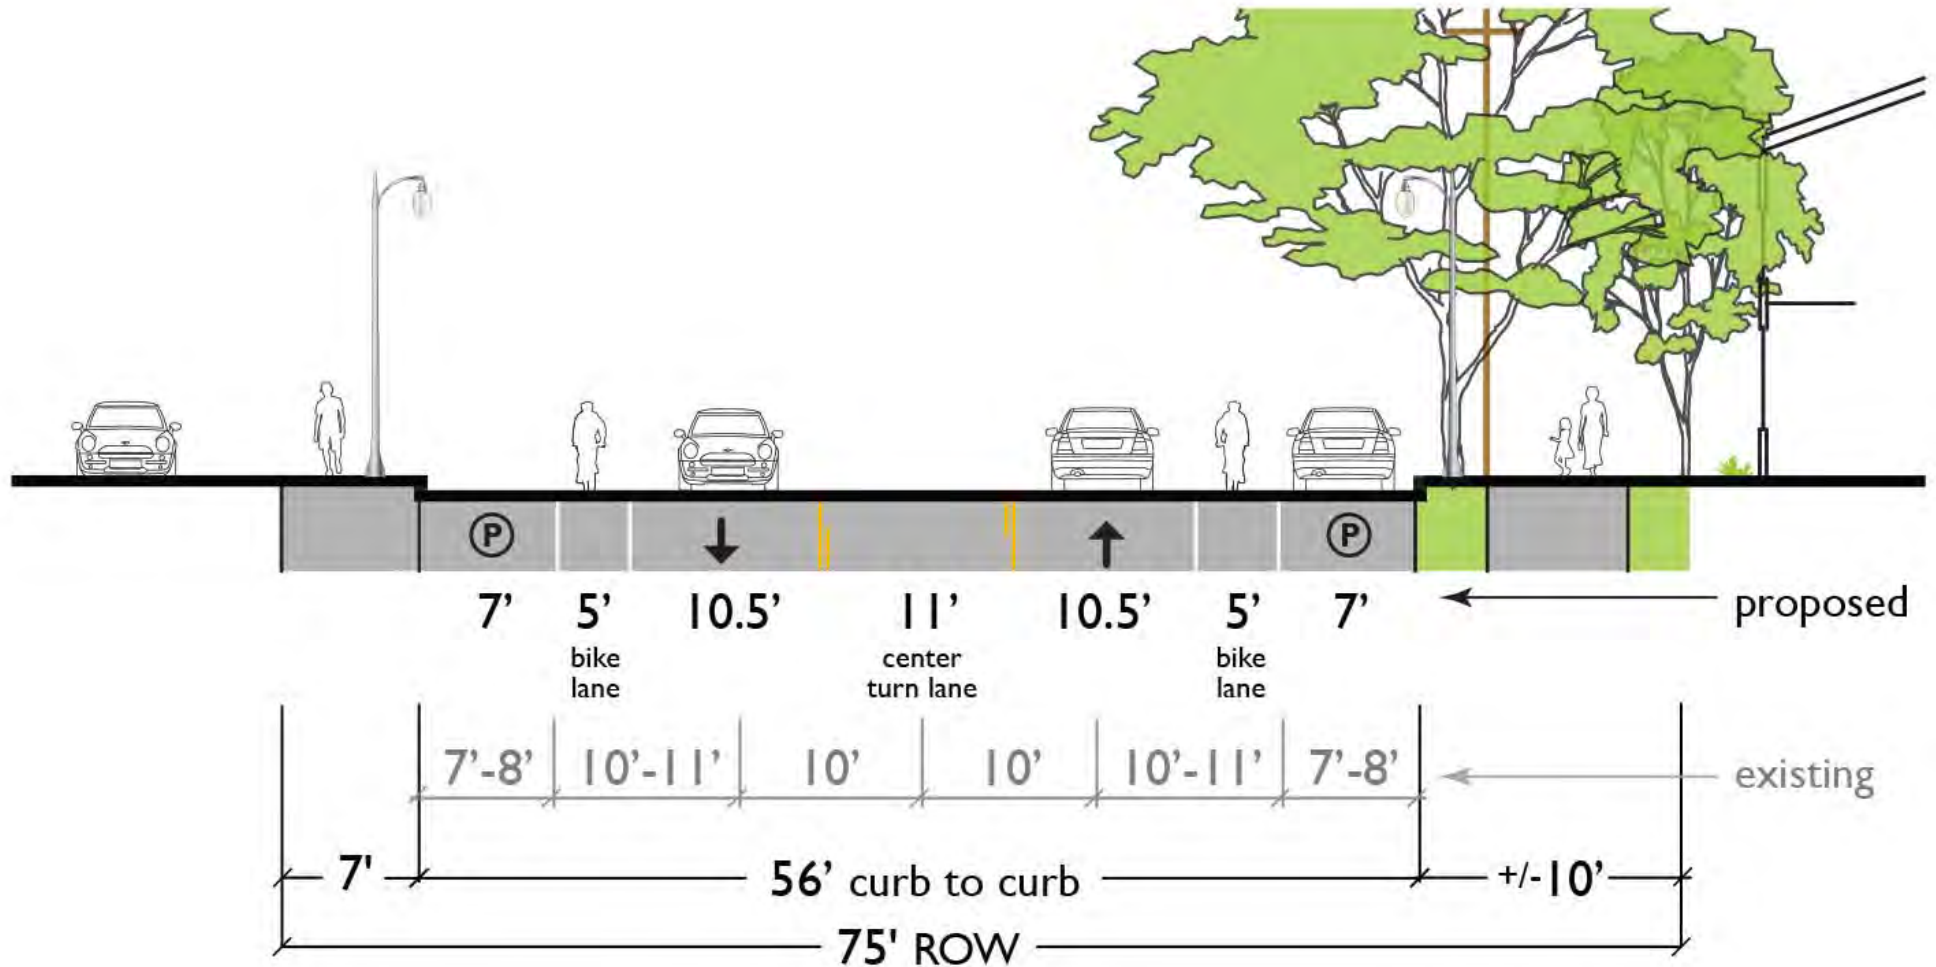 P P
7’ 5’ 10.5’ 11’ 10.5’ 5’ 7’ proposed
bike lane
center turn lane
bike lane
7’-8’ 10’-11’ 10’ 10’ 10’-11’ 7’-8’ existing
7' 56’ curb to curb +/-10’
75' ROW